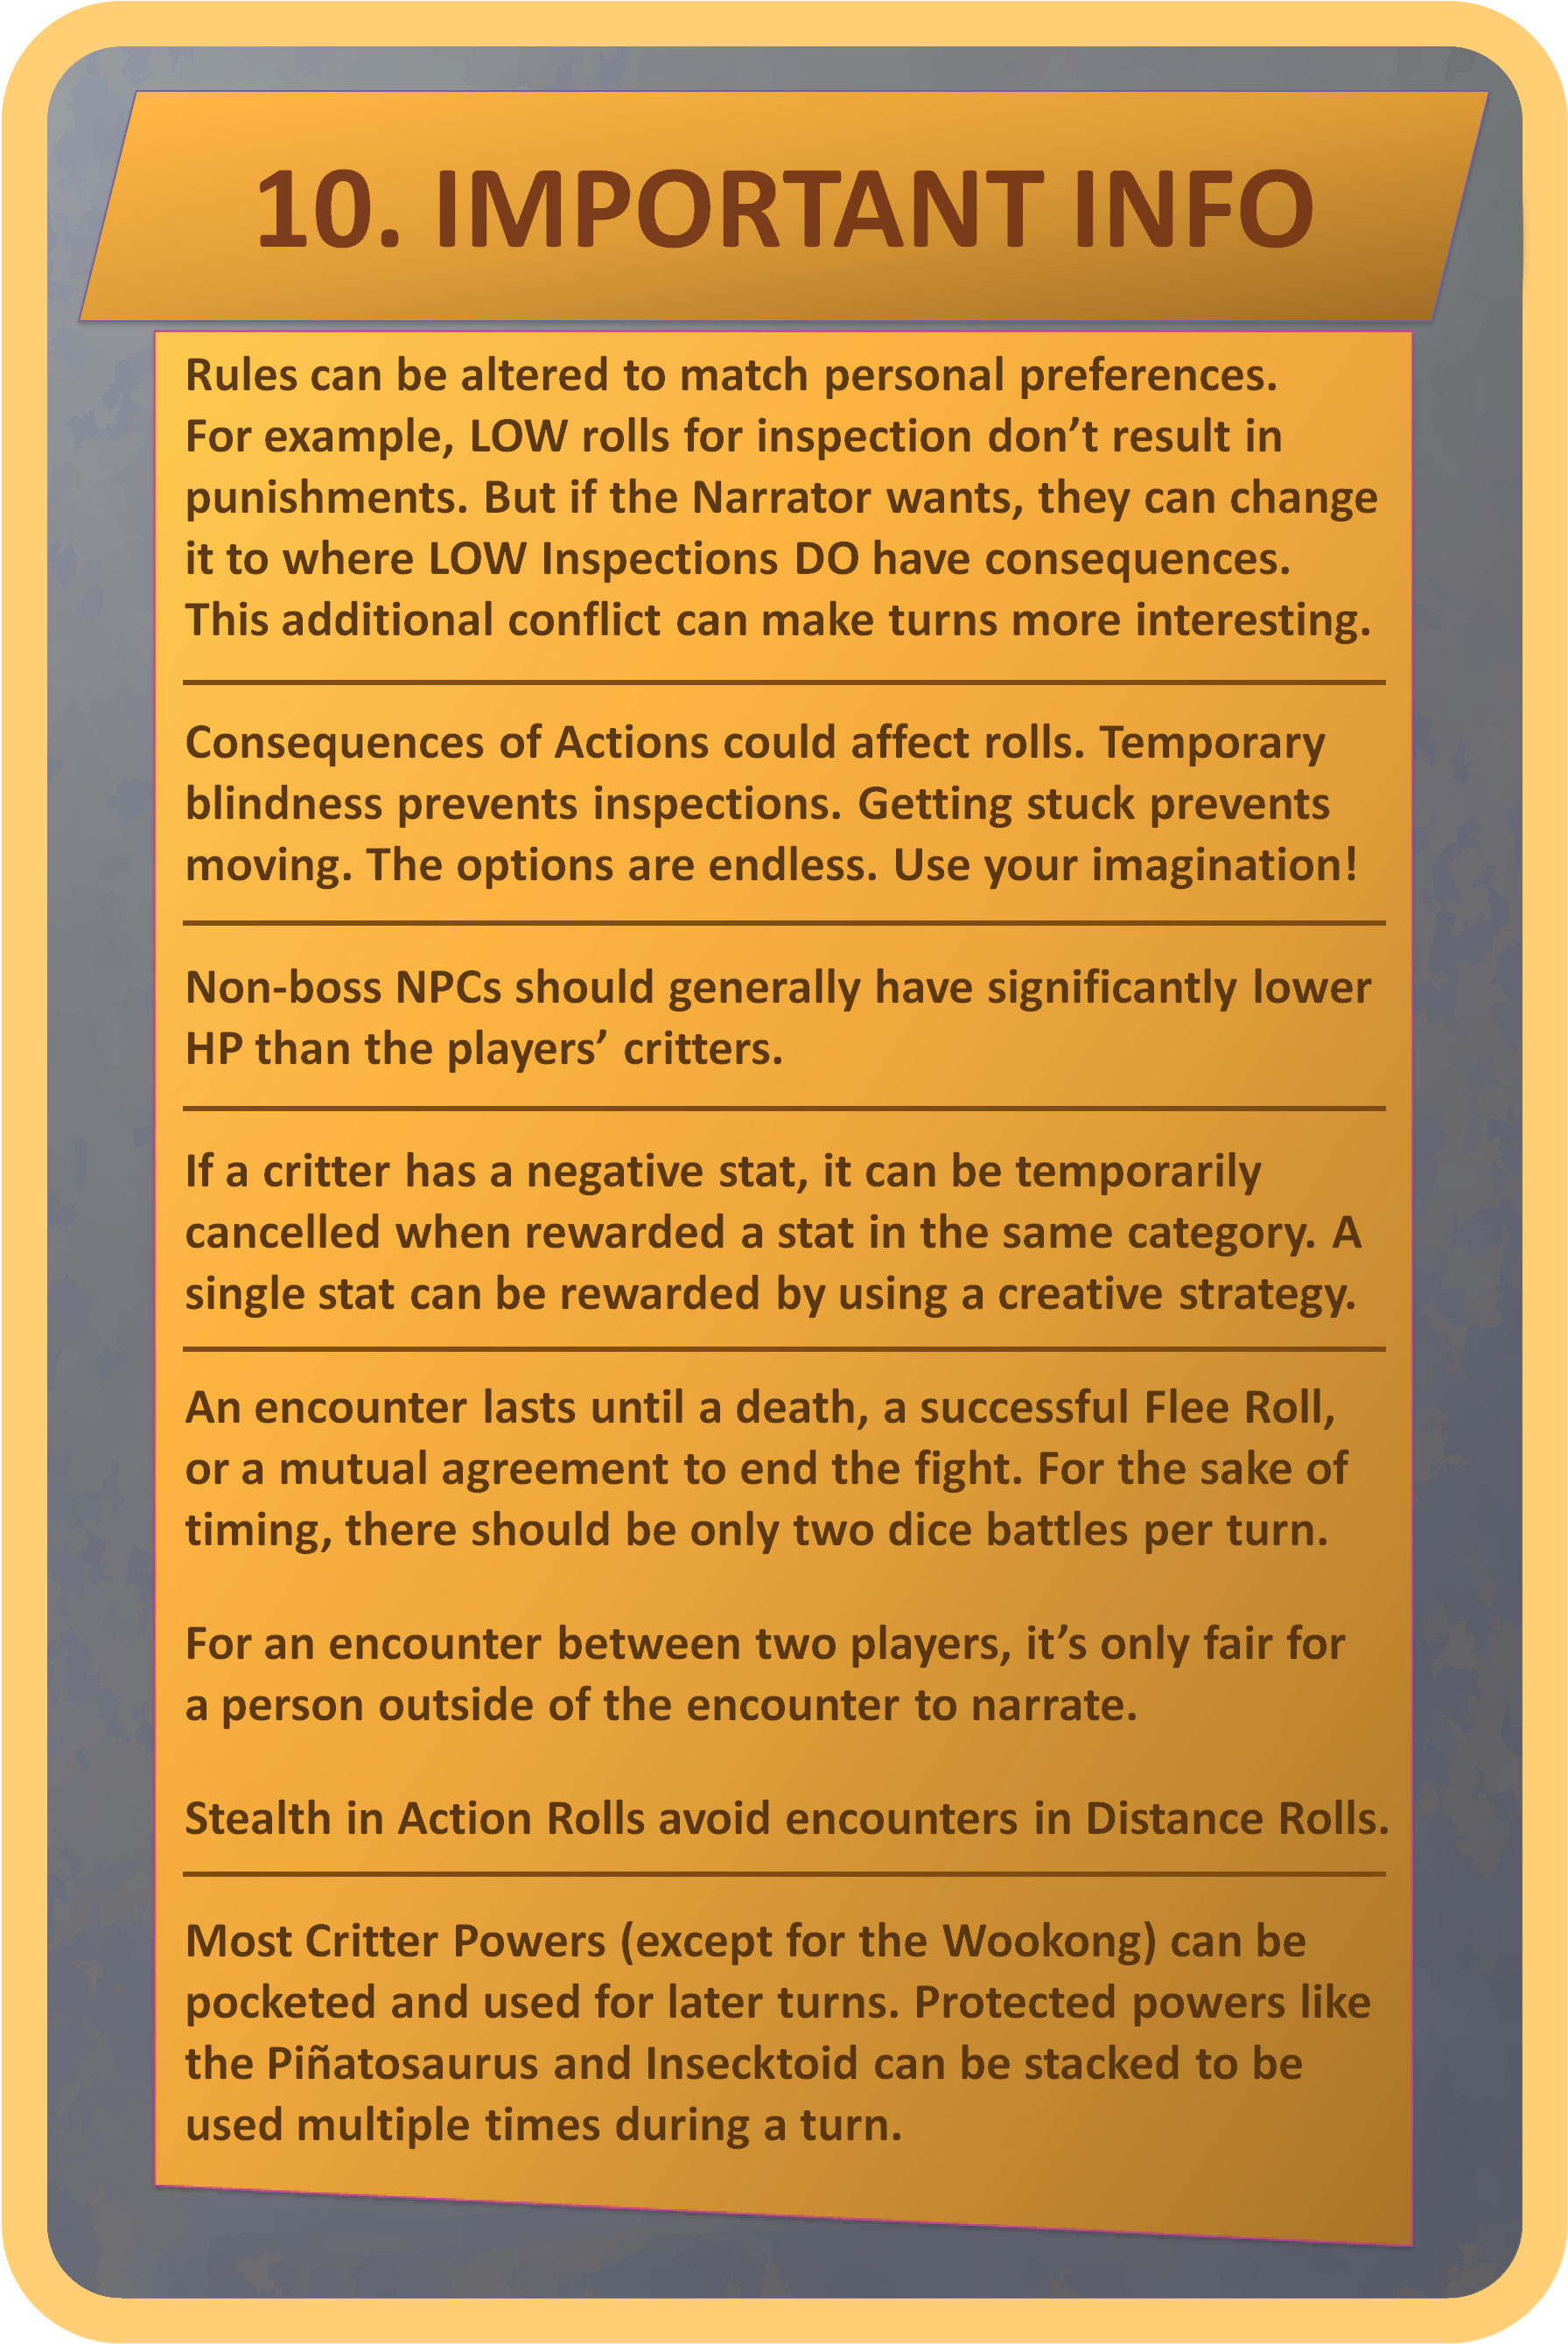 10. IMPORTANT INFO
Rules can be altered to match personal preferences.
For example, LOW rolls for inspection don’t result in
punishments. But if the Narrator wants, they can change
it to where LOW Inspections DO have consequences.
This additional conflict can make turns more interesting.
Consequences of Actions could affect rolls. Temporary
blindness prevents inspections. Getting stuck prevents
moving. The options are endless. Use your imagination!
Non-boss NPCs should generally have significantly lower
HP than the players’ critters.
If a critter has a negative stat, it can be temporarily
cancelled when rewarded a stat in the same category. A
single stat can be rewarded by using a creative strategy.
An encounter lasts until a death, a successful Flee Roll,
or a mutual agreement to end the fight. For the sake of
timing, there should be only two dice battles per turn.
For an encounter between two players, it’s only fair for
a person outside of the encounter to narrate.
Stealth in Action Rolls avoid encounters in Distance Rolls.
Most Critter Powers (except for the Wookong) can be
pocketed and used for later turns. Protected powers like
the Piñatosaurus and Insecktoid can be stacked to be
used multiple times during a turn.